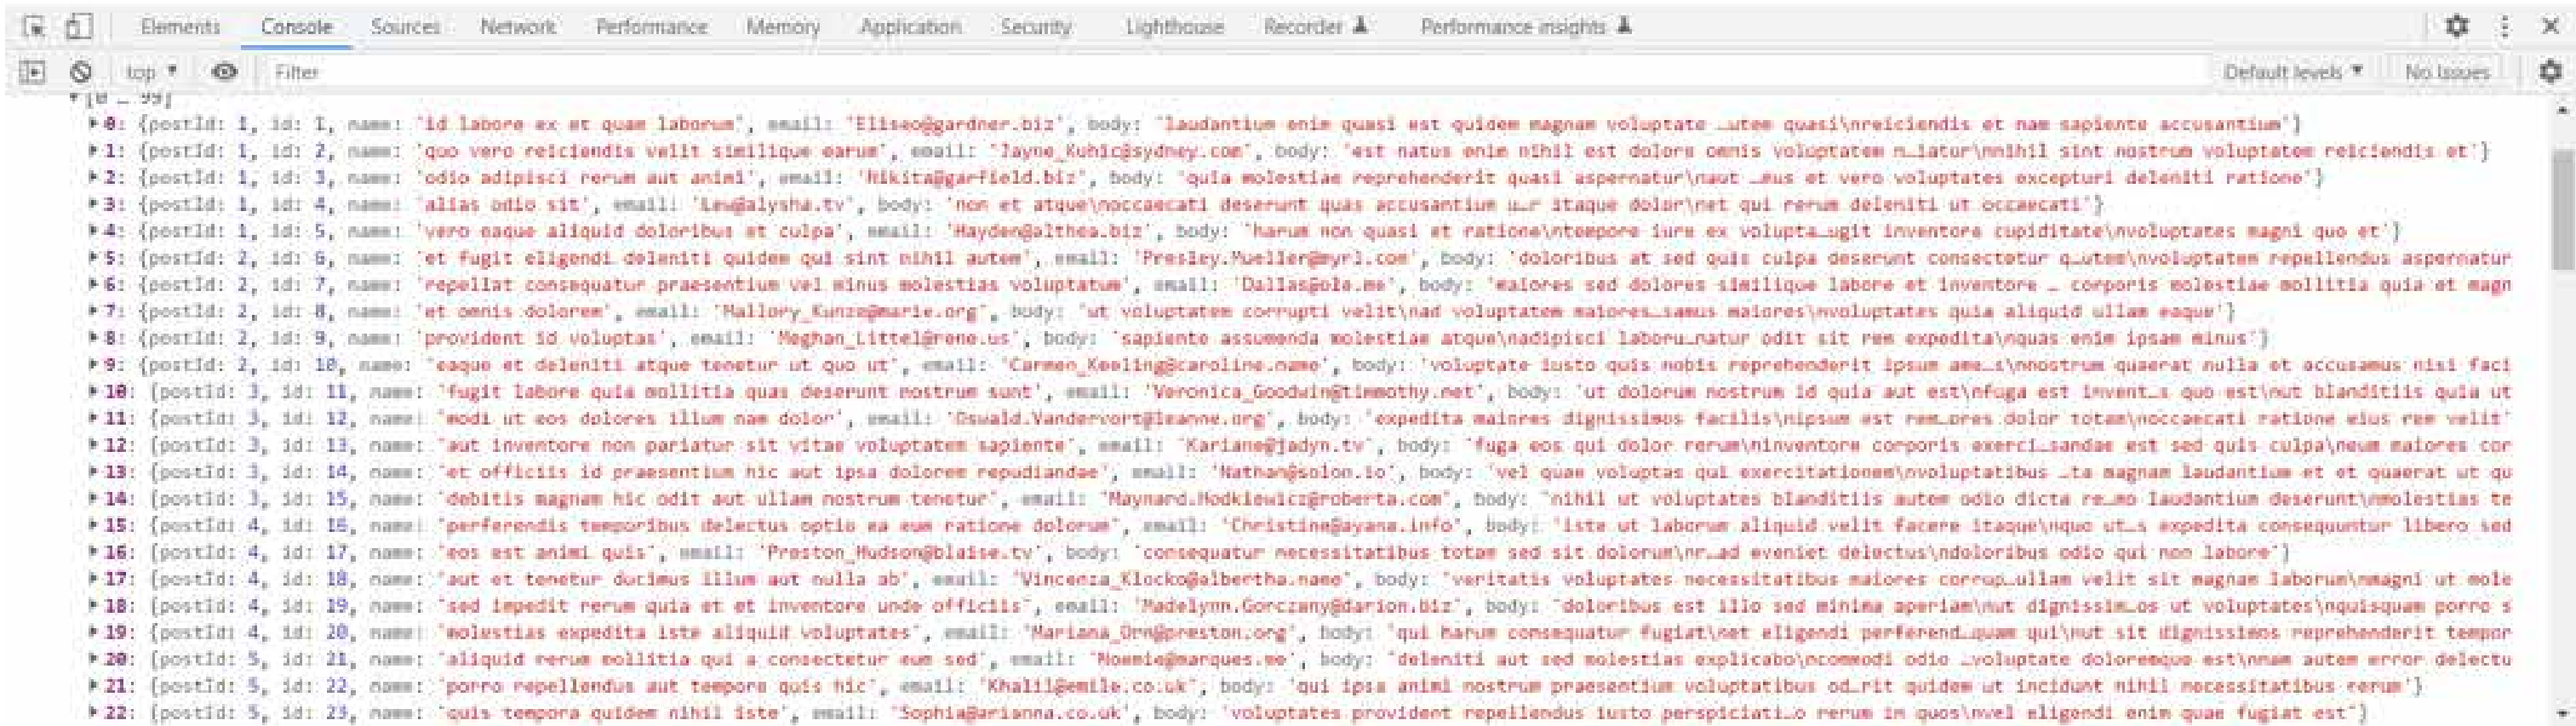 Elements Console Sources Network Performance Memory Application Security Lighthouse Recorder Performance insights
top Filter Default levels No Issues
[0 … 99]
0: {postId: 1, id: 1, name: 'id labore ex et quam laborum', email: 'Eliseo@gardner.biz', body: 'laudantium enim quasi est quidem magnam voluptate …utem quasi\nreiciendis et nam sapiente accusantium'}
1: {postId: 1, id: 2, name: 'quo vero reiciendis velit similique earum', email: 'Jayne_Kuhic@sydney.com', body: 'est natus enim nihil est dolore omnis voluptatem n…iatur\nnihil sint nostrum voluptatem reiciendis et'}
2: {postId: 1, id: 3, name: 'odio adipisci rerum aut animi', email: 'Nikita@garfield.biz', body: 'quia molestiae reprehenderit quasi aspernatur\naut …eus et vero voluptates excepturi deleniti ratione'}
3: {postId: 1, id: 4, name: 'alias odio sit', email: 'Lew@alysha.tv', body: 'non et atque\noccaecati deserunt quas accusantium u…r itaque dolor\net qui rerum deleniti ut occaecati'}
4: {postId: 1, id: 5, name: 'vero eaque aliquid doloribus et culpa', email: 'Hayden@althea.biz', body: 'harum non quasi et ratione\ntempore iure ex volupta…ugit inventore cupiditate\nvoluptates magni quo et'}
5: {postId: 2, id: 6, name: 'et fugit eligendi deleniti quidem qui sint nihil autem', email: 'Presley.Mueller@myrl.com', body: 'doloribus at sed quis culpa deserunt consectetur q…utem\nvoluptatem repellendus aspernatur
6: {postId: 2, id: 7, name: 'repellat consequatur praesentium vel minus molestias voluptatum', email: 'Dallas@ole.me', body: 'maiores sed dolores similique labore et inventore … corporis molestiae mollitia quia et magn
7: {postId: 2, id: 8, name: 'et omnis dolorem', email: 'Mallory_Kunze@marie.org', body: 'ut voluptatem corrupti velit\nad voluptatem maiores…samus maiores\nvoluptates quia aliquid ullam eaque'}
8: {postId: 2, id: 9, name: 'provident id voluptas', email: 'Meghan_Littel@rene.us', body: 'sapiente assumenda molestiae atque\nadipisci laboru…natur odit sit rem expedita\nquas enim ipsam minus'}
9: {postId: 2, id: 10, name: 'eaque et deleniti atque tenetur ut quo ut', email: 'Carmen_Keeling@caroline.name', body: 'voluptate iusto quis nobis reprehenderit ipsum ame…s\nnostrum quaerat nulla et accusamus nisi faci
10: {postId: 3, id: 11, name: 'fugit labore quia mollitia quas deserunt nostrum sunt', email: 'Veronica_Goodwin@timmothy.net', body: 'ut dolorum nostrum id quia aut est\nfuga est invent…s quo est\nut blanditiis quia ut
11: {postId: 3, id: 12, name: 'modi ut eos dolores illum nam dolor', email: 'Oswald.Vandervort@leanne.org', body: 'expedita maiores dignissimos facilis\nipsum est rem…ores dolor totam\noccaecati ratione eius rem velit'
12: {postId: 3, id: 13, name: 'aut inventore non pariatur sit vitae voluptatem sapiente', email: 'Kariane@jadyn.tv', body: 'fuga eos qui dolor rerum\ninventore corporis exerci…sandae est sed quis culpa\neum maiores cor
13: {postId: 3, id: 14, name: 'et officiis id praesentium hic aut ipsa dolorem repudiandae', email: 'Nathan@solon.io', body: 'vel quae voluptas qui exercitationem\nvoluptatibus …ta magnam laudantium et et quaerat ut qu
14: {postId: 3, id: 15, name: 'debitis magnam hic odit aut ullam nostrum tenetur', email: 'Maynard.Hodkiewicz@roberta.com', body: 'nihil ut voluptates blanditiis autem odio dicta re…mo laudantium deserunt\nmolestias te
15: {postId: 4, id: 16, name: 'perferendis temporibus delectus optio ea eum ratione dolorum', email: 'Christine@ayana.info', body: 'iste ut laborum aliquid velit facere itaque\nquo ut…s expedita consequuntur libero sed
16: {postId: 4, id: 17, name: 'eos est animi quis', email: 'Preston_Hudson@blaise.tv', body: 'consequatur necessitatibus totam sed sit dolorum\nr…ad eveniet delectus\ndoloribus odio qui non labore'}
17: {postId: 4, id: 18, name: 'aut et tenetur ducimus illum aut nulla ab', email: 'Vincenza_Klocko@albertha.name', body: 'veritatis voluptates necessitatibus maiores corrup…ullam velit sit magnam laborum\nmagni ut mole
18: {postId: 4, id: 19, name: 'sed impedit rerum quia et et inventore unde officiis', email: 'Madelynn.Gorczany@darion.biz', body: 'doloribus est illo sed minima aperiam\nut dignissim…os ut voluptates\nquisquam porro s
19: {postId: 4, id: 20, name: 'molestias expedita iste aliquid voluptates', email: 'Mariana_Orn@preston.org', body: 'qui harum consequatur fugiat\net eligendi perferend…quam qui\nut sit dignissimos reprehenderit tempor
20: {postId: 5, id: 21, name: 'aliquid rerum mollitia qui a consectetur eum sed', email: 'Noemie@marques.me', body: 'deleniti aut sed molestias explicabo\ncommodi odio …voluptate doloremque est\nnam autem error delectu
21: {postId: 5, id: 22, name: 'porro repellendus aut tempore quis hic', email: 'Khalil@emile.co.uk', body: 'qui ipsa animi nostrum praesentium voluptatibus od…rit quidem ut incidunt nihil necessitatibus rerum'}
22: {postId: 5, id: 23, name: 'quis tempora quidem nihil iste', email: 'Sophia@arianna.co.uk', body: 'voluptates provident repellendus iusto perspiciati…o rerum in quos\nvel eligendi enim quae fugiat est'}